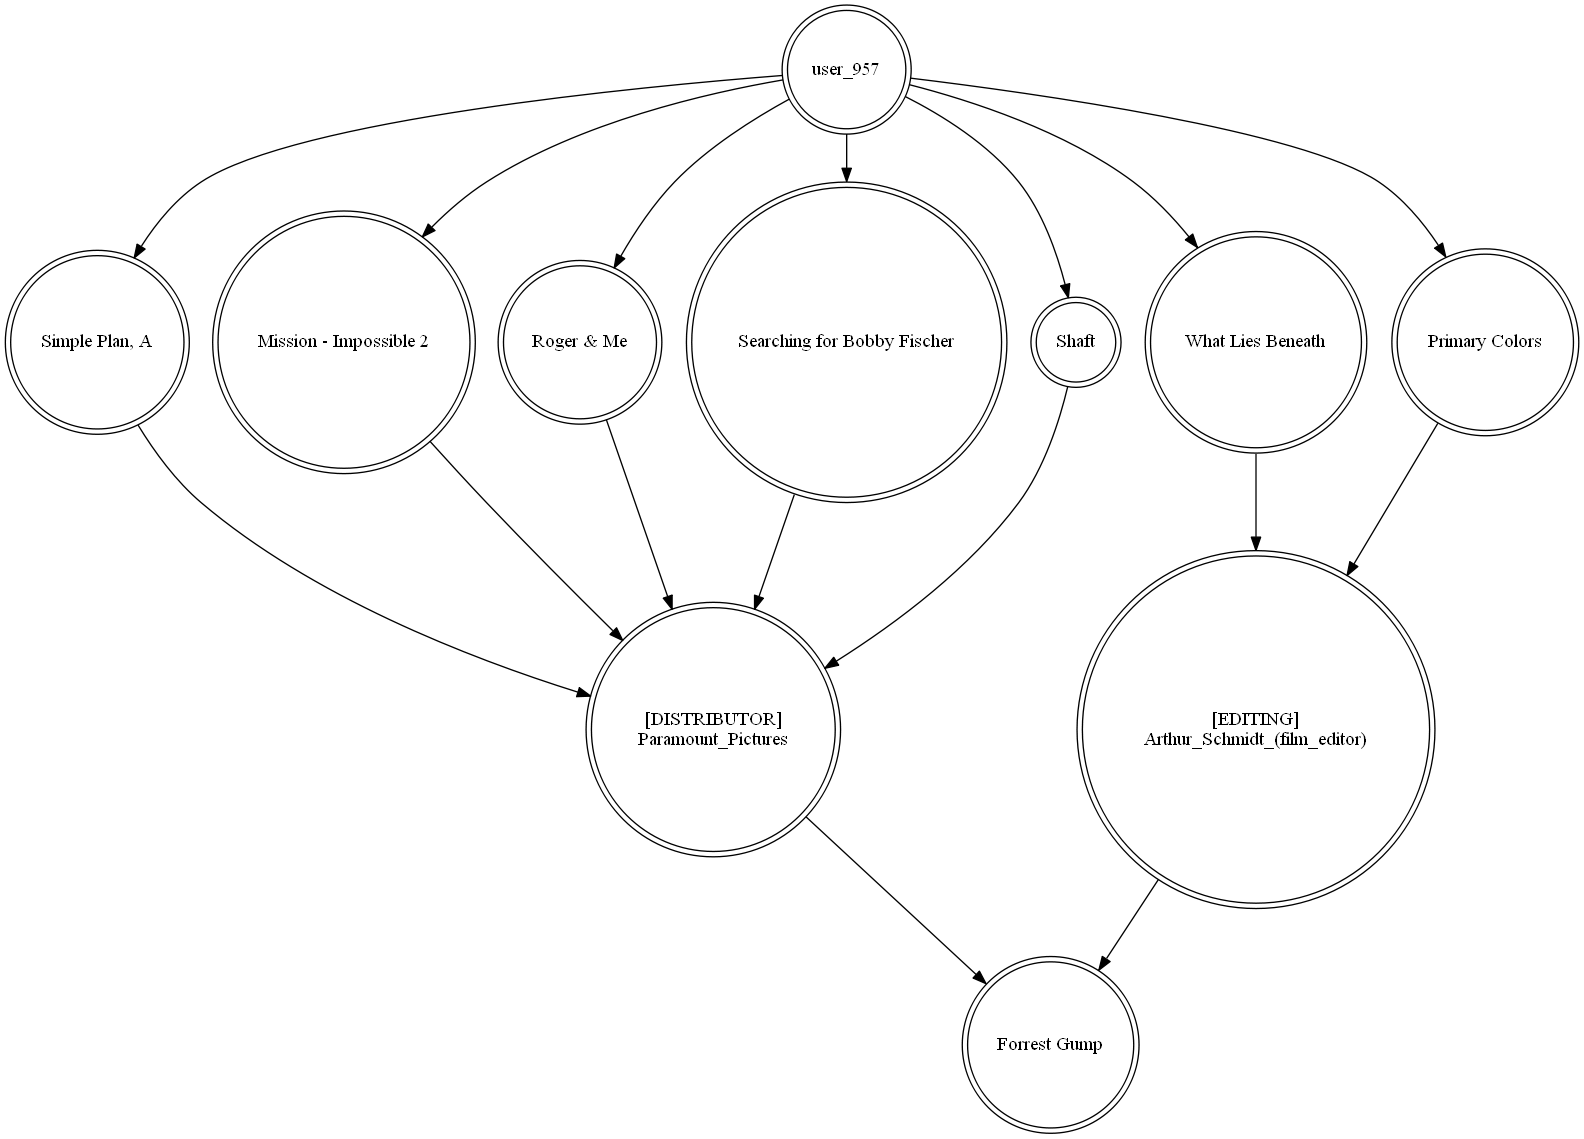 user_957
Simple Plan, A
Mission - Impossible 2
Roger & Me
Searching for Bobby Fischer
Shaft
What Lies Beneath
Primary Colors
[DISTRIBUTOR]
Paramount_Pictures
[EDITING]
Arthur_Schmidt_(film_editor)
Forrest Gump